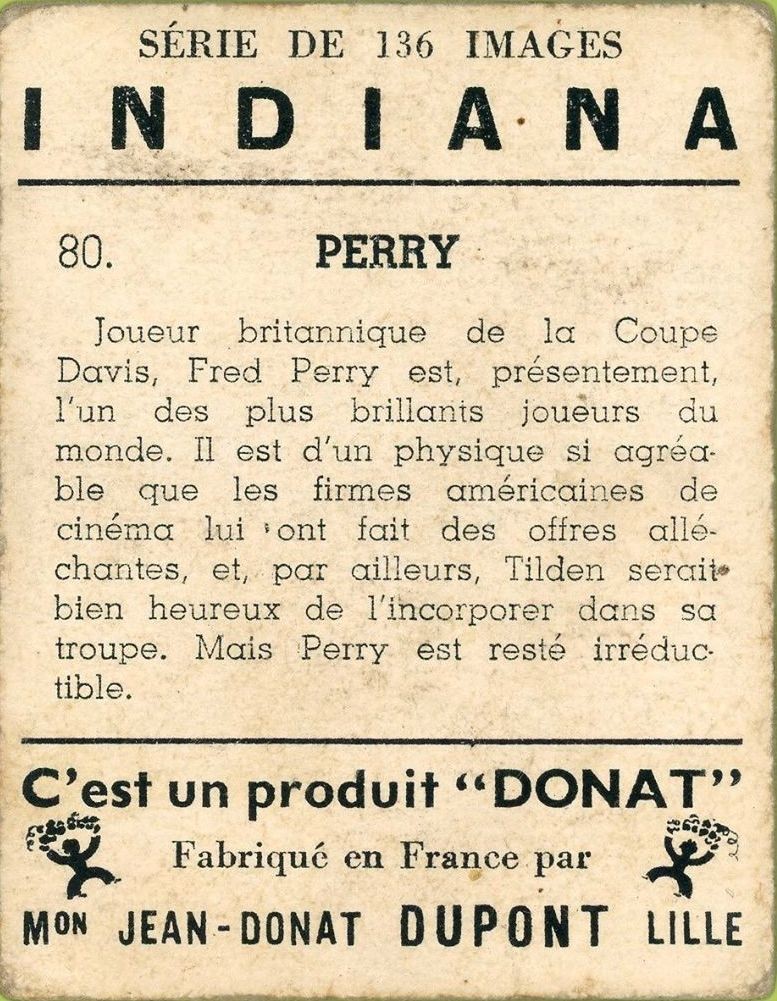 SÉRIE DE 136 IMAGES
INDIANA
80. PERRY
Joueur britannique de la Coupe
Davis, Fred Perry est, présentement,
l'un des plus brillants joueurs du
monde. Il est d'un physique si agréa-
ble que les firmes américaines de
cinéma lui ont fait des offres allé-
chantes, et, par ailleurs, Tilden serait
bien heureux de l'incorporer dans sa
troupe. Mais Perry est resté irréduc-
tible.
C'est un produit “DONAT”
Fabriqué en France par
MON JEAN-DONAT DUPONT LILLE